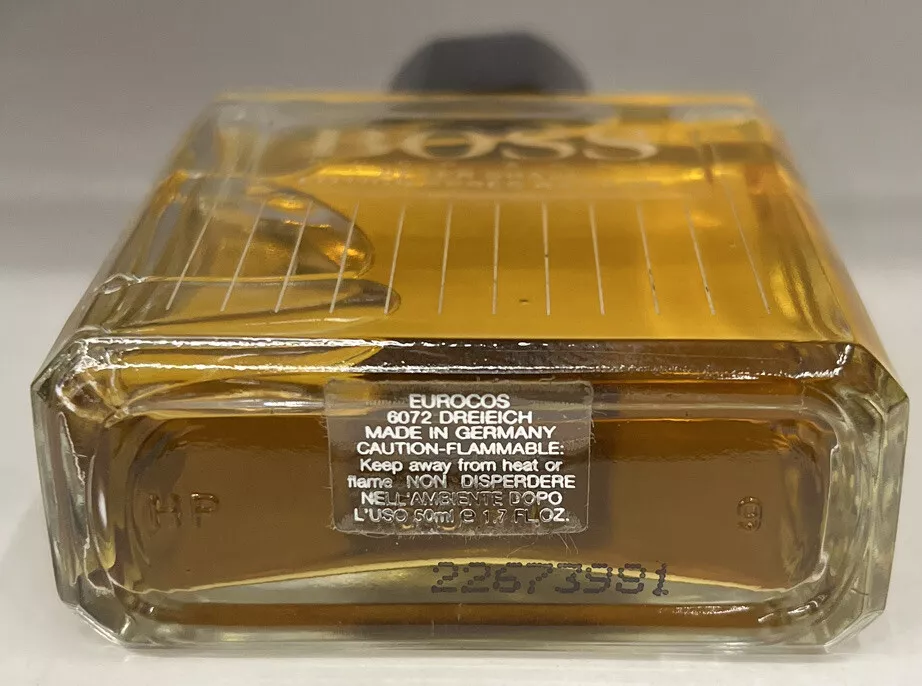 BOSS
EUROCOS
6072 DREIEICH
MADE IN GERMANY
CAUTION-FLAMMABLE:
Keep away from heat or
flame NON DISPERDERE
NELL'AMBIENTE DOPO
L'USO 50ml e 1.7 FL.OZ.
HP 9
22673991